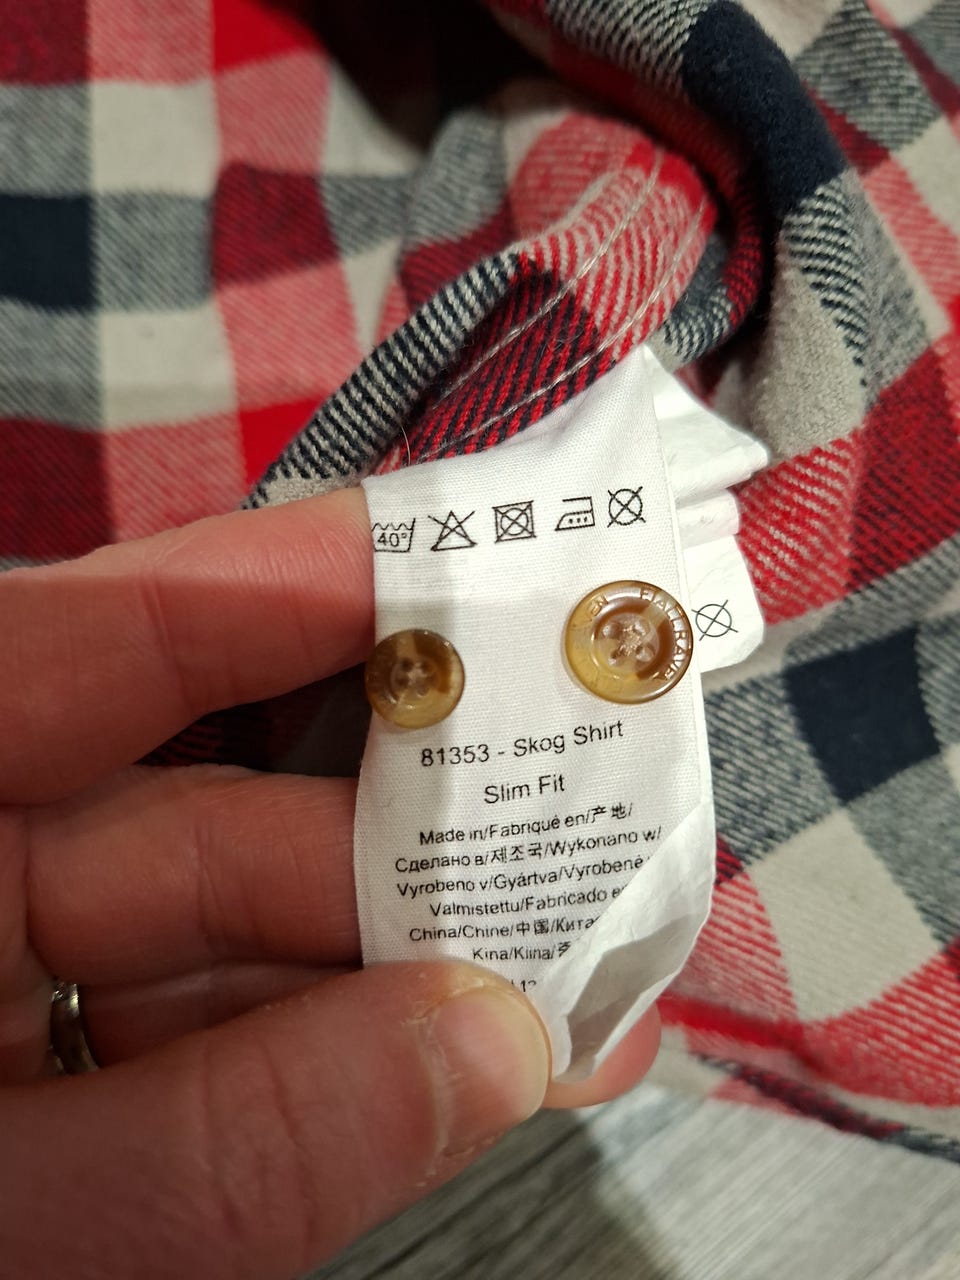 40°
FJÄLLRÄVEN
81353 - Skog Shirt
Slim Fit
Made in/Fabriqué en/产地/
Сделано в/제조국/Wykonano w/
Vyrobeno v/Gyártva/Vyrobené
Valmistettu/Fabricado
China/Chine/中国/
Kina/Kiina/